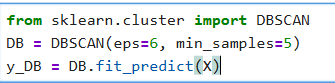 from sklearn.cluster import DBSCAN
DB = DBSCAN(eps=6, min_samples=5)
y_DB = DB.fit_predict(X)